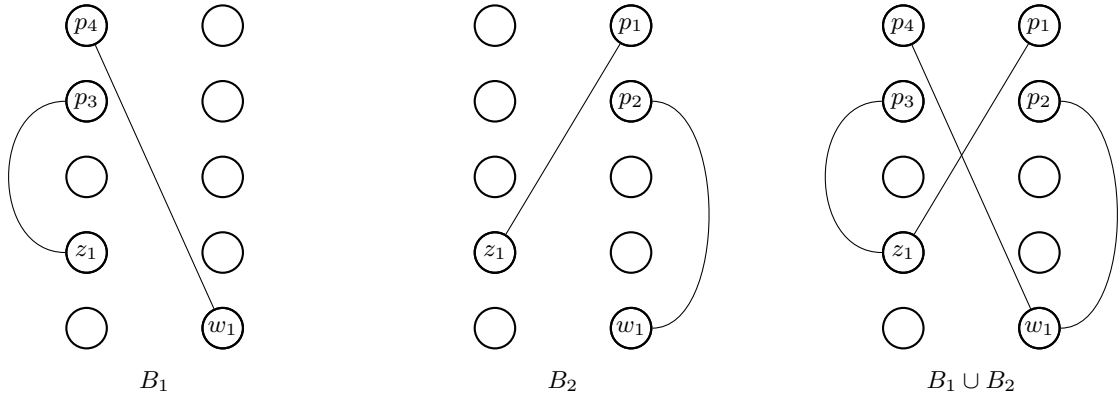 p₄ p₁ p₄ p₁
p₃ p₂ p₃ p₂
z₁ z₁ z₁
w₁ w₁ w₁
B₁ B₂ B₁ ∪ B₂